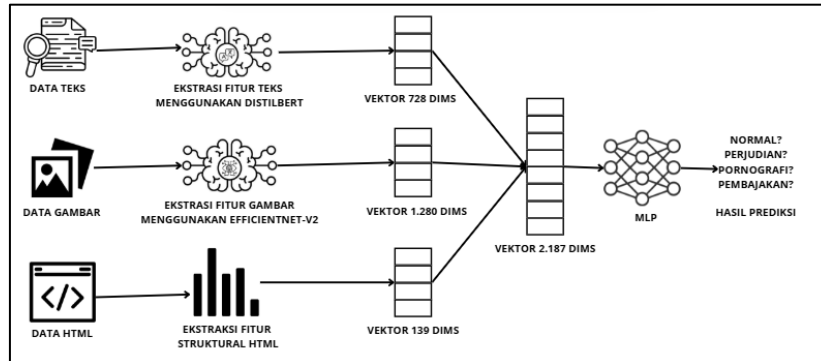 DATA TEKS
EKSTRASI FITUR TEKS
MENGGUNAKAN DISTILBERT
VEKTOR 728 DIMS
DATA GAMBAR
EKSTRASI FITUR GAMBAR
MENGGUNAKAN EFFICIENTNET-V2
VEKTOR 1.280 DIMS
</>
DATA HTML
EKSTRAKSI FITUR
STRUKTURAL HTML
VEKTOR 139 DIMS
VEKTOR 2.187 DIMS
MLP
NORMAL?
PERJUDIAN?
PORNOGRAFI?
PEMBAJAKAN?
HASIL PREDIKSI